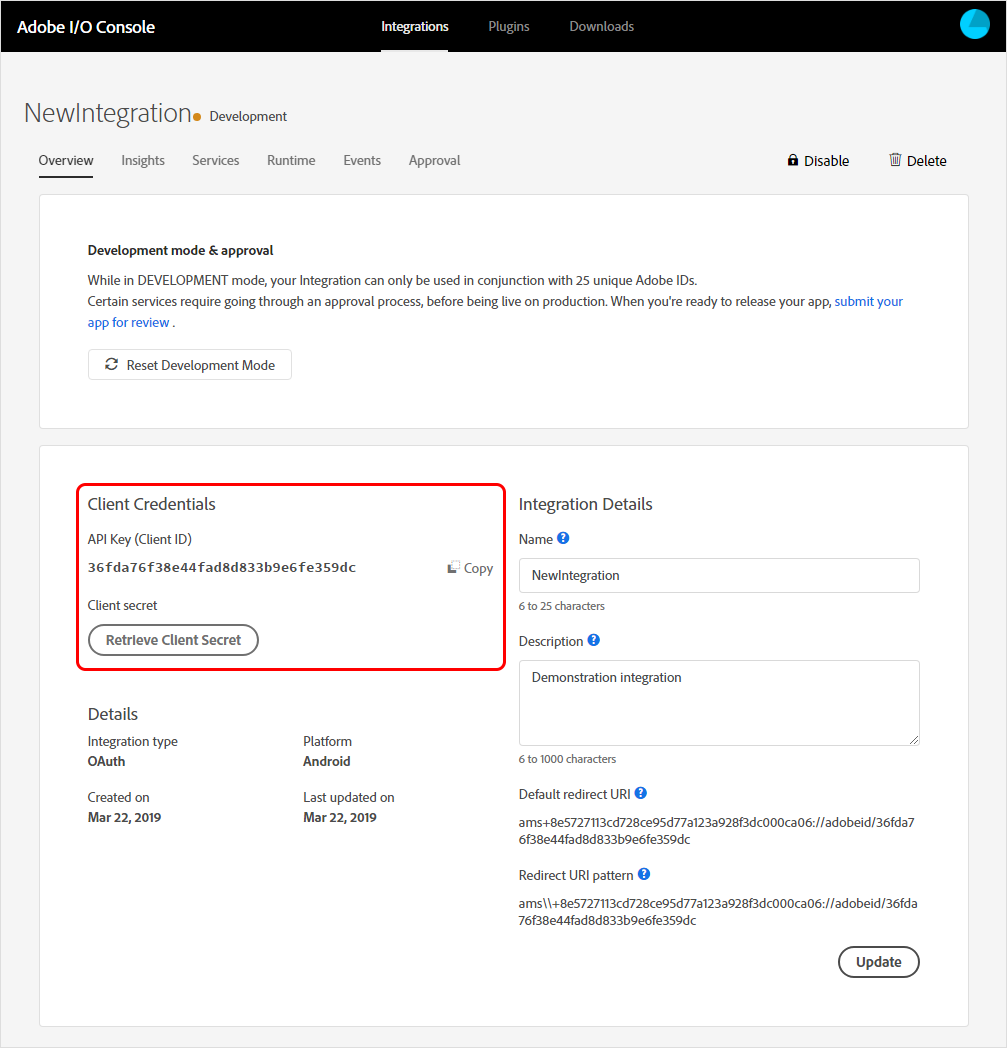 Adobe I/O Console
Integrations
Plugins
Downloads
NewIntegration
Development
Overview
Insights
Services
Runtime
Events
Approval
Disable
Delete
Development mode & approval
While in DEVELOPMENT mode, your Integration can only be used in conjunction with 25 unique Adobe IDs.
Certain services require going through an approval process, before being live on production. When you're ready to release your app, submit your
app for review .
Reset Development Mode
Client Credentials
API Key (Client ID)
36fda76f38e44fad8d833b9e6fe359dc
Copy
Client secret
Retrieve Client Secret
Details
Integration type
OAuth
Platform
Android
Created on
Mar 22, 2019
Last updated on
Mar 22, 2019
Integration Details
Name
NewIntegration
6 to 25 characters
Description
Demonstration integration
6 to 1000 characters
Default redirect URI
ams+8e5727113cd728ce95d77a123a928f3dc000ca06://adobeid/36fda7
6f38e44fad8d833b9e6fe359dc
Redirect URI pattern
ams\\+8e5727113cd728ce95d77a123a928f3dc000ca06://adobeid/36fda
76f38e44fad8d833b9e6fe359dc
Update